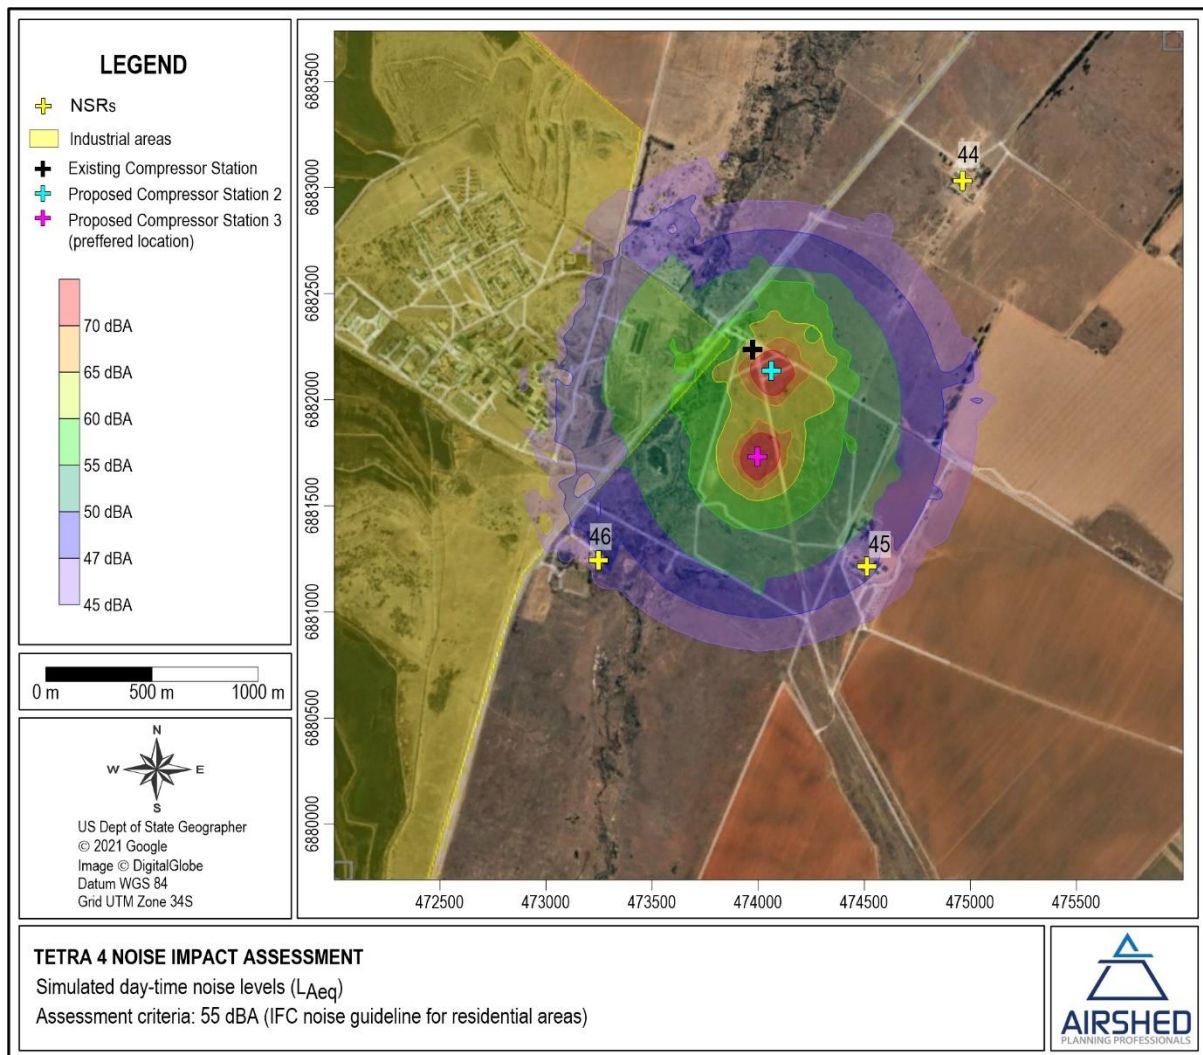 LEGEND
NSRs
Industrial areas
Existing Compressor Station
Proposed Compressor Station 2
Proposed Compressor Station 3
(preffered location)
70 dBA
65 dBA
60 dBA
55 dBA
50 dBA
47 dBA
45 dBA
0 m 500 m 1000 m
N
W E
S
US Dept of State Geographer
© 2021 Google
Image © DigitalGlobe
Datum WGS 84
Grid UTM Zone 34S
6883500
6883000
6882500
6882000
6881500
6881000
6880500
6880000
44
46
45
472500 473000 473500 474000 474500 475000 475500
TETRA 4 NOISE IMPACT ASSESSMENT
Simulated day-time noise levels (LAeq)
Assessment criteria: 55 dBA (IFC noise guideline for residential areas)
AIRSHED
PLANNING PROFESSIONALS